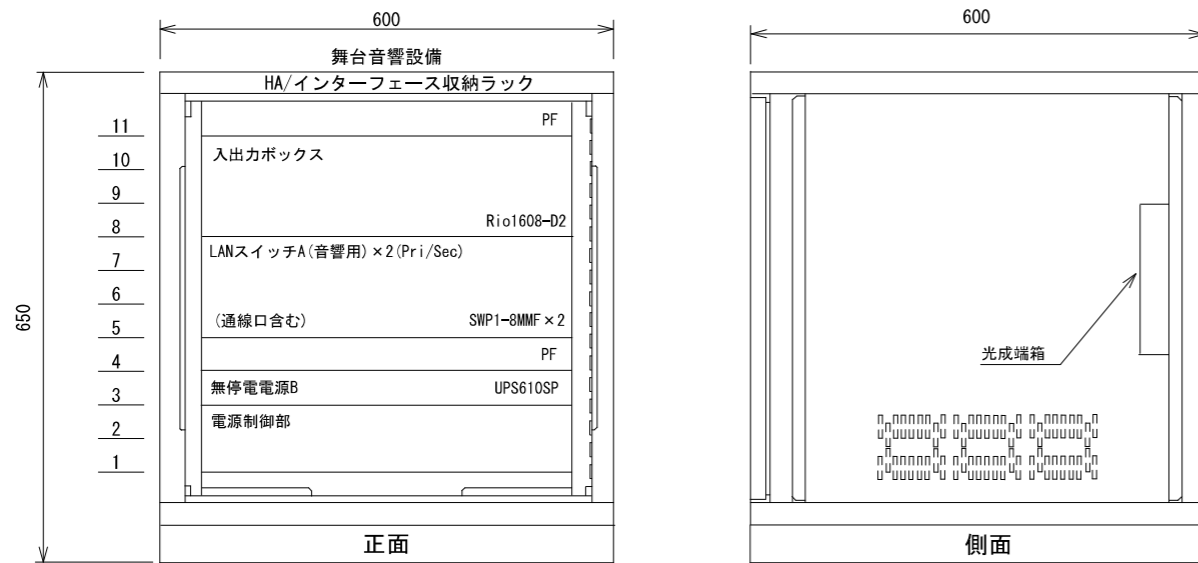 600
舞台音響設備
HA/インターフェース収納ラック
650
11
PF
10
入出力ボックス
9
8
Rio1608-D2
7
LANスイッチA(音響用)×2(Pri/Sec)
6
5
(通線口含む)
SWP1-8MMF×2
4
PF
3
無停電電源B
UPS610SP
2
電源制御部
1
正面
600
光成端箱
側面